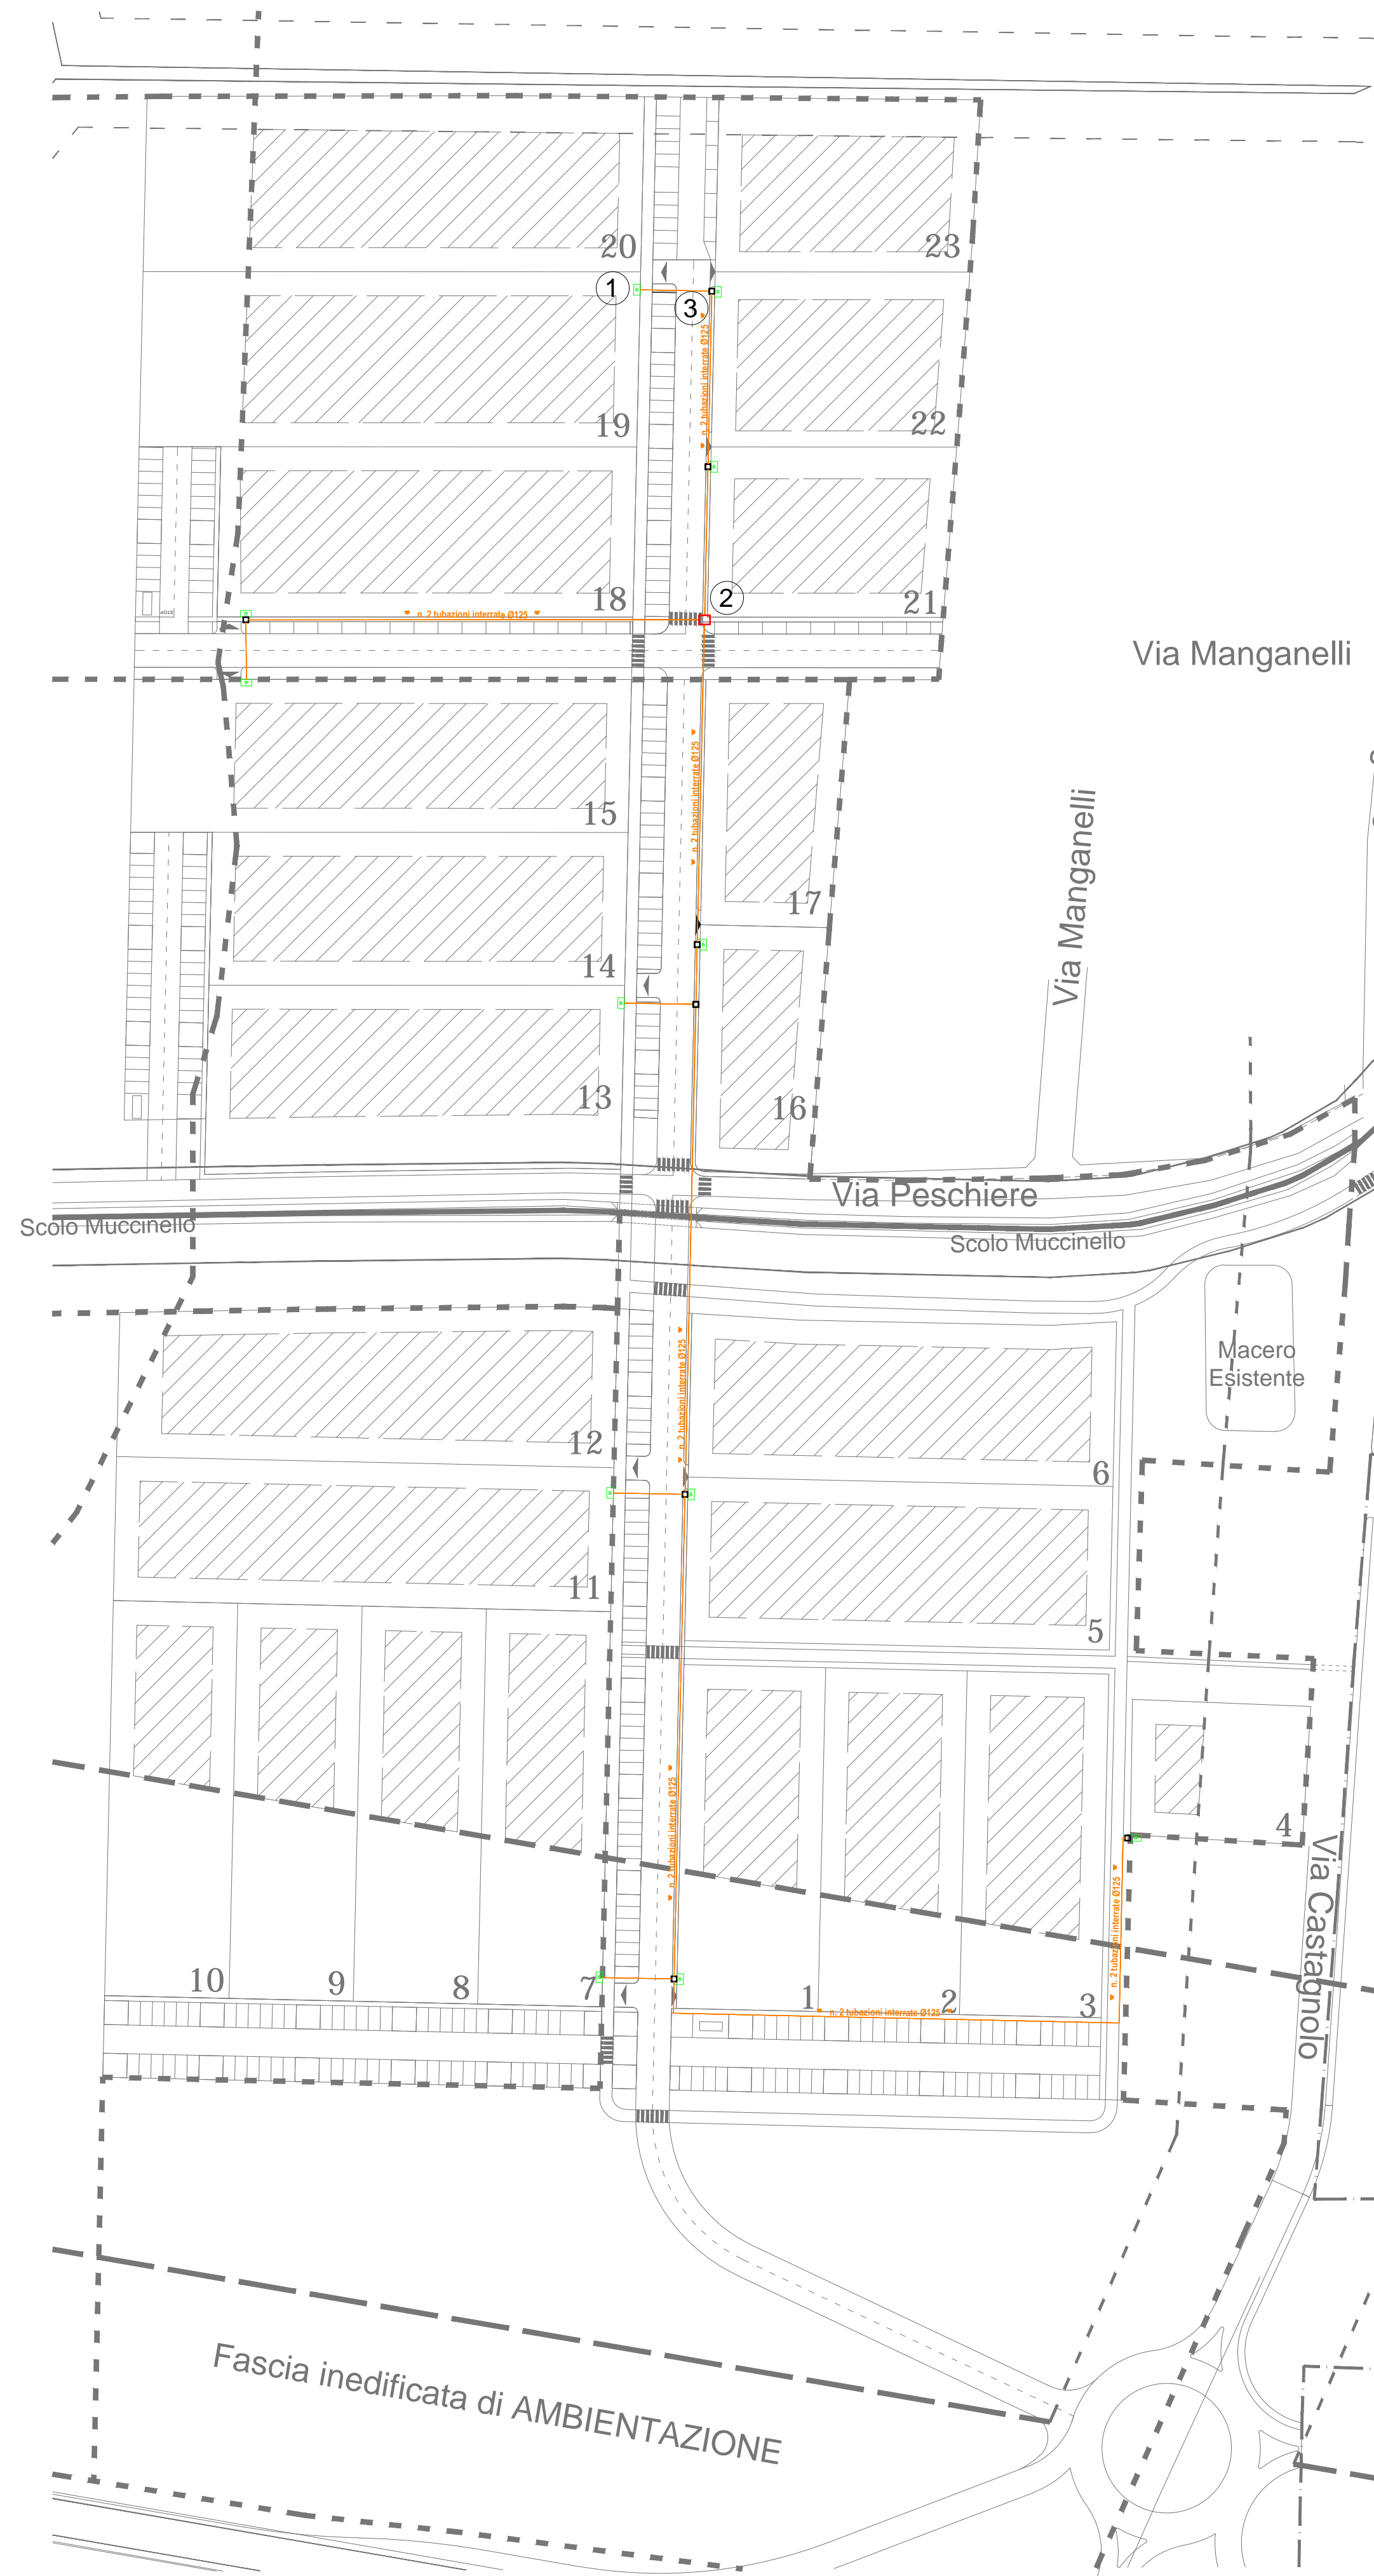 20
23
1
3
n. 2 tubazioni interrate Ø125
19
22
18
2
21
n. 2 tubazioni interrate Ø125
STOP
Via Manganelli
n. 2 tubazioni interrate Ø125
15
Via Manganelli
17
14
13
16
Via Peschiere
Scolo Muccinello
Scolo Muccinello
n. 2 tubazioni interrate Ø125
Macero
Esistente
12
6
11
5
n. 2 tubazioni interrate Ø125
4
Via Castagnolo
n. 2 tubazioni interrate Ø125
10
9
8
7
1
2
3
n. 2 tubazioni interrate Ø125
Fascia inedificata di AMBIENTAZIONE